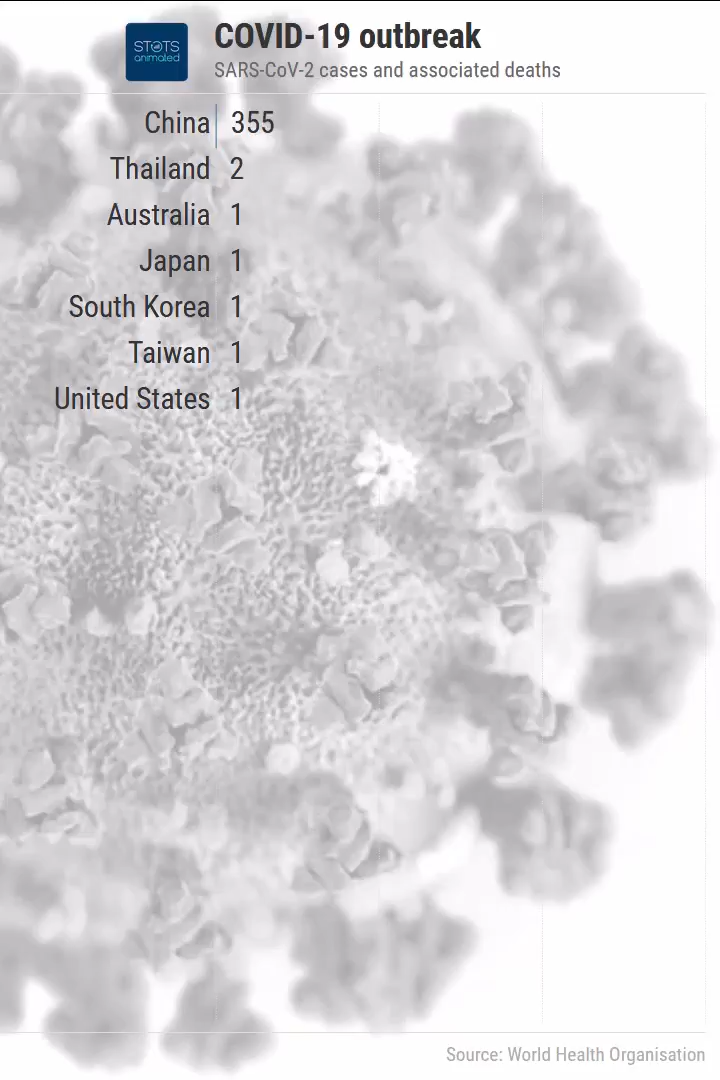 STATS
animated
COVID-19 outbreak
SARS-CoV-2 cases and associated deaths
China 355
Thailand 2
Australia 1
Japan 1
South Korea 1
Taiwan 1
United States 1
Source: World Health Organisation